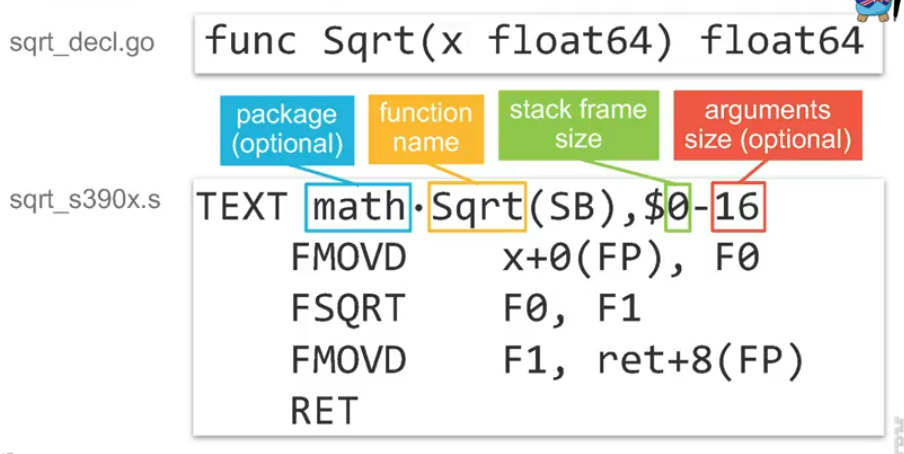 sqrt_decl.go
func Sqrt(x float64) float64
package
(optional)
function
name
stack frame
size
arguments
size (optional)
sqrt_s390x.s
TEXT math·Sqrt(SB),$0-16
FMOVD x+0(FP), F0
FSQRT F0, F1
FMOVD F1, ret+8(FP)
RET